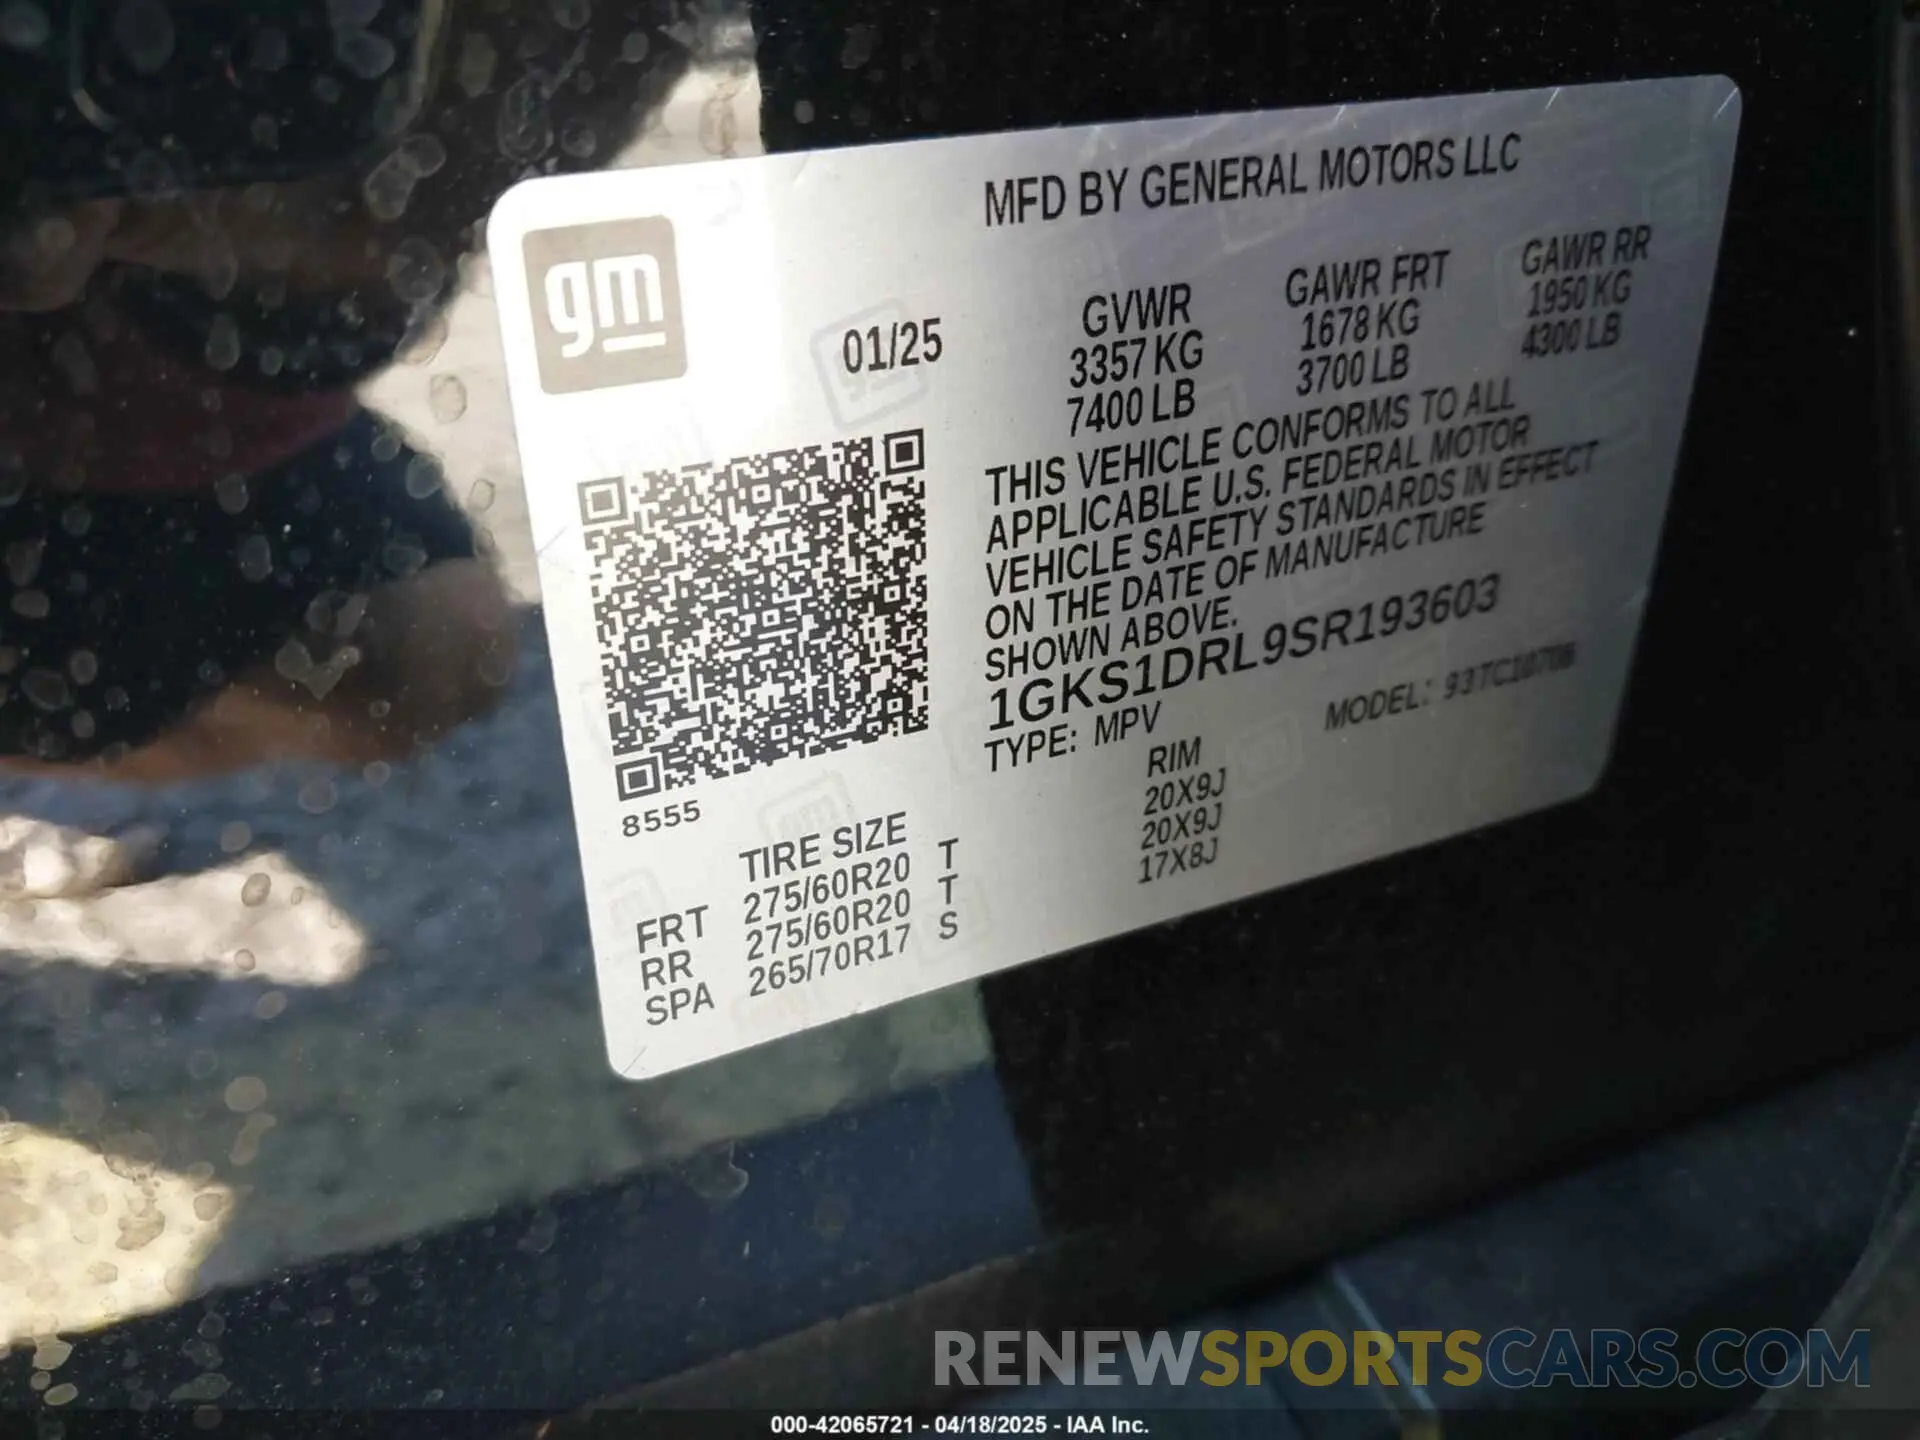 MFD BY GENERAL MOTORS LLC
gm
01/25
GVWR
3357 KG
7400 LB
GAWR FRT
1678 KG
3700 LB
GAWR RR
1950 KG
4300 LB
THIS VEHICLE CONFORMS TO ALL
APPLICABLE U.S. FEDERAL MOTOR
VEHICLE SAFETY STANDARDS IN EFFECT
ON THE DATE OF MANUFACTURE
SHOWN ABOVE.
1GKS1DRL9SR193603
TYPE: MPV
MODEL: 93TC10706
8555
TIRE SIZE
RIM
FRT 275/60R20 T 20X9J
RR 275/60R20 T 20X9J
SPA 265/70R17 S 17X8J
RENEWSPORTSCARS.COM
000-42065721 - 04/18/2025 - IAA Inc.